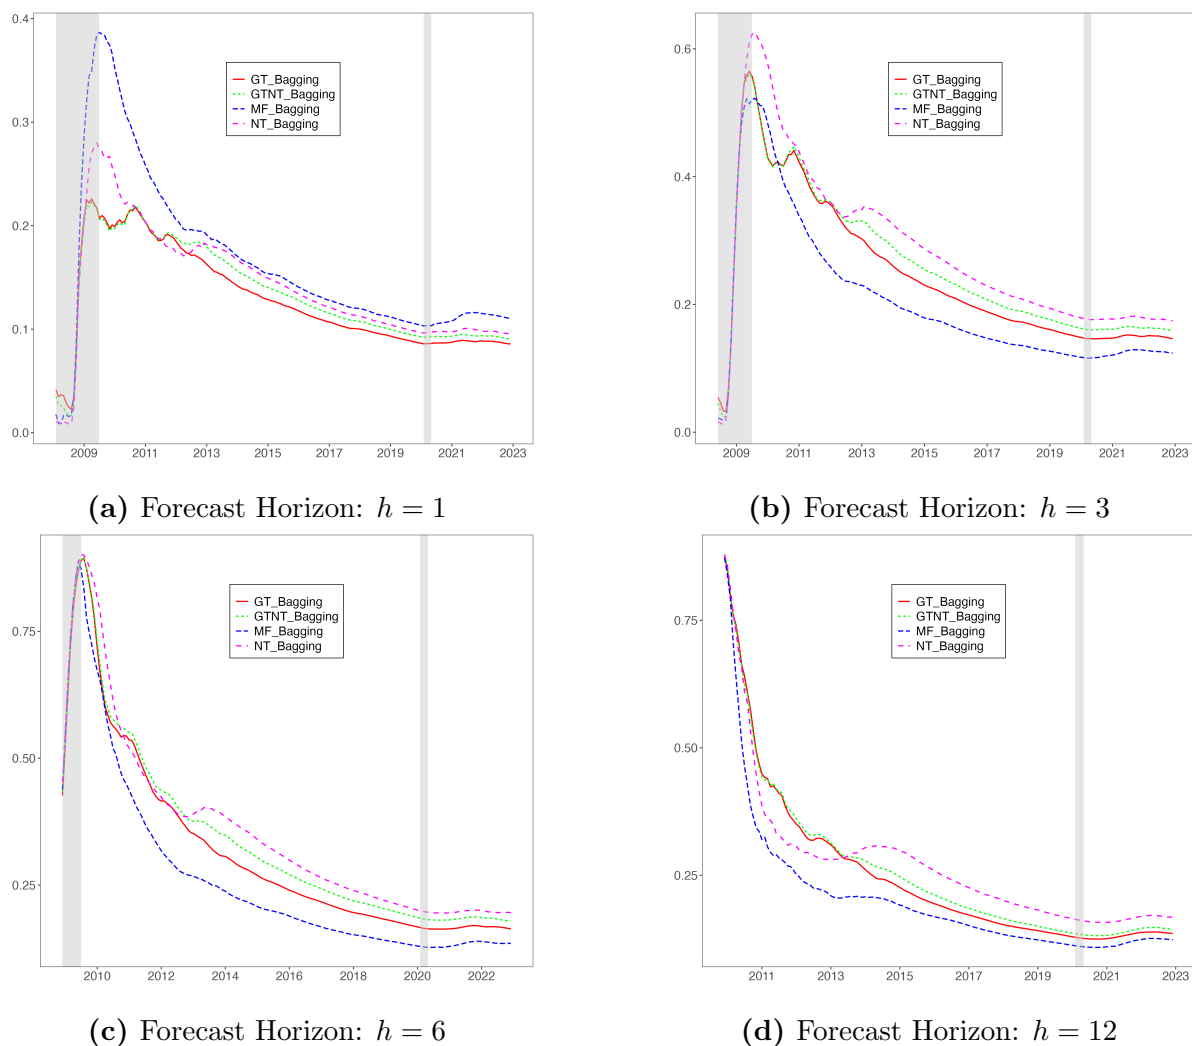 0.4
0.3
0.2
0.1
0.0
GT_Bagging
GTNT_Bagging
MF_Bagging
NT_Bagging
2009 2011 2013 2015 2017 2019 2021 2023
(a) Forecast Horizon: h = 1
0.6
0.4
0.2
0.0
GT_Bagging
GTNT_Bagging
MF_Bagging
NT_Bagging
2009 2011 2013 2015 2017 2019 2021 2023
(b) Forecast Horizon: h = 3
0.75
0.50
0.25
GT_Bagging
GTNT_Bagging
MF_Bagging
NT_Bagging
2010 2012 2014 2016 2018 2020 2022
(c) Forecast Horizon: h = 6
0.75
0.50
0.25
GT_Bagging
GTNT_Bagging
MF_Bagging
NT_Bagging
2011 2013 2015 2017 2019 2021 2023
(d) Forecast Horizon: h = 12